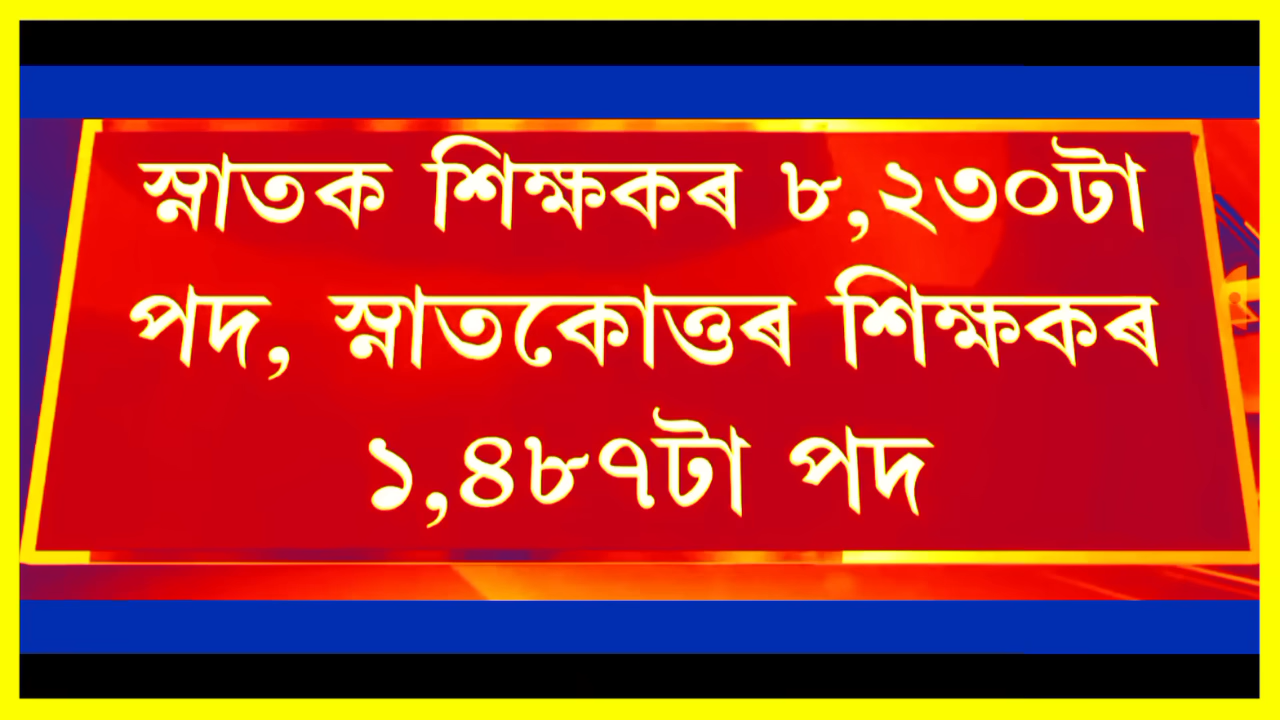 স্নাতক শিক্ষকৰ ৮,২৩০টা
পদ, স্নাতকোত্তৰ শিক্ষকৰ
১,৪৮৭টা পদ